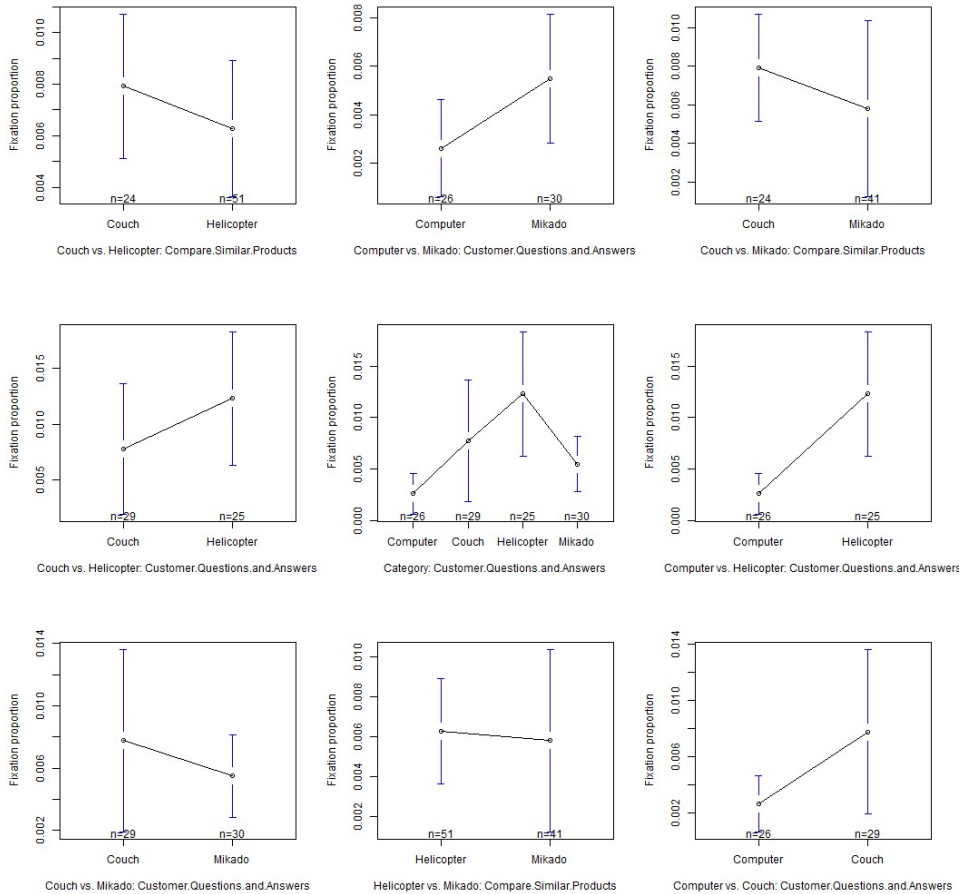 Fixation proportion
0.004 0.006 0.008 0.010
n=24 n=51
Couch Helicopter
Couch vs. Helicopter: Compare.Similar.Products
Fixation proportion
0.002 0.004 0.006 0.008
n=26 n=30
Computer Mikado
Computer vs. Mikado: Customer.Questions.and.Answers
Fixation proportion
0.002 0.004 0.006 0.008 0.010
n=24 n=41
Couch Mikado
Couch vs. Mikado: Compare.Similar.Products
Fixation proportion
0.005 0.010 0.015
n=29 n=25
Couch Helicopter
Couch vs. Helicopter: Customer.Questions.and.Answers
Fixation proportion
0.000 0.005 0.010 0.015
n=26 n=29 n=25 n=30
Computer Couch Helicopter Mikado
Category: Customer.Questions.and.Answers
Fixation proportion
0.005 0.010 0.015
n=26 n=25
Computer Helicopter
Computer vs. Helicopter: Customer.Questions.and.Answers
Fixation proportion
0.002 0.006 0.010 0.014
n=29 n=30
Couch Mikado
Couch vs. Mikado: Customer.Questions.and.Answers
Fixation proportion
0.002 0.004 0.006 0.008 0.010
n=51 n=41
Helicopter Mikado
Helicopter vs. Mikado: Compare.Similar.Products
Fixation proportion
0.002 0.006 0.010 0.014
n=26 n=29
Computer Couch
Computer vs. Couch: Customer.Questions.and.Answers